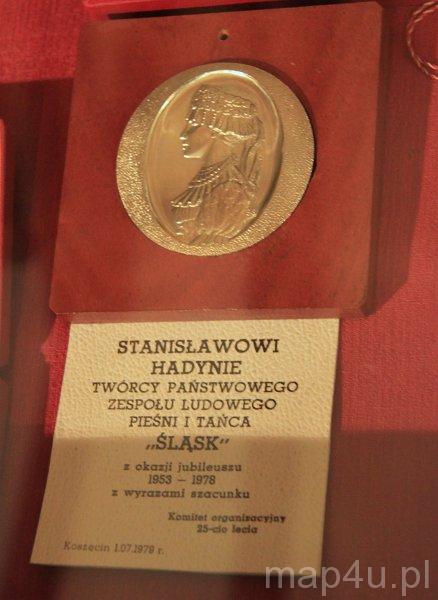 STANISŁAWOWI
HADYNIE
TWÓRCY PAŃSTWOWEGO
ZESPOŁU LUDOWEGO
PIEŚNI I TAŃCA
„ŚLĄSK”
z okazji jubileuszu
1953 – 1978
z wyrazami szacunku
Komitet organizacyjny
25-cio lecia
Koszęcin 1.07.1979 r.
map4u.pl